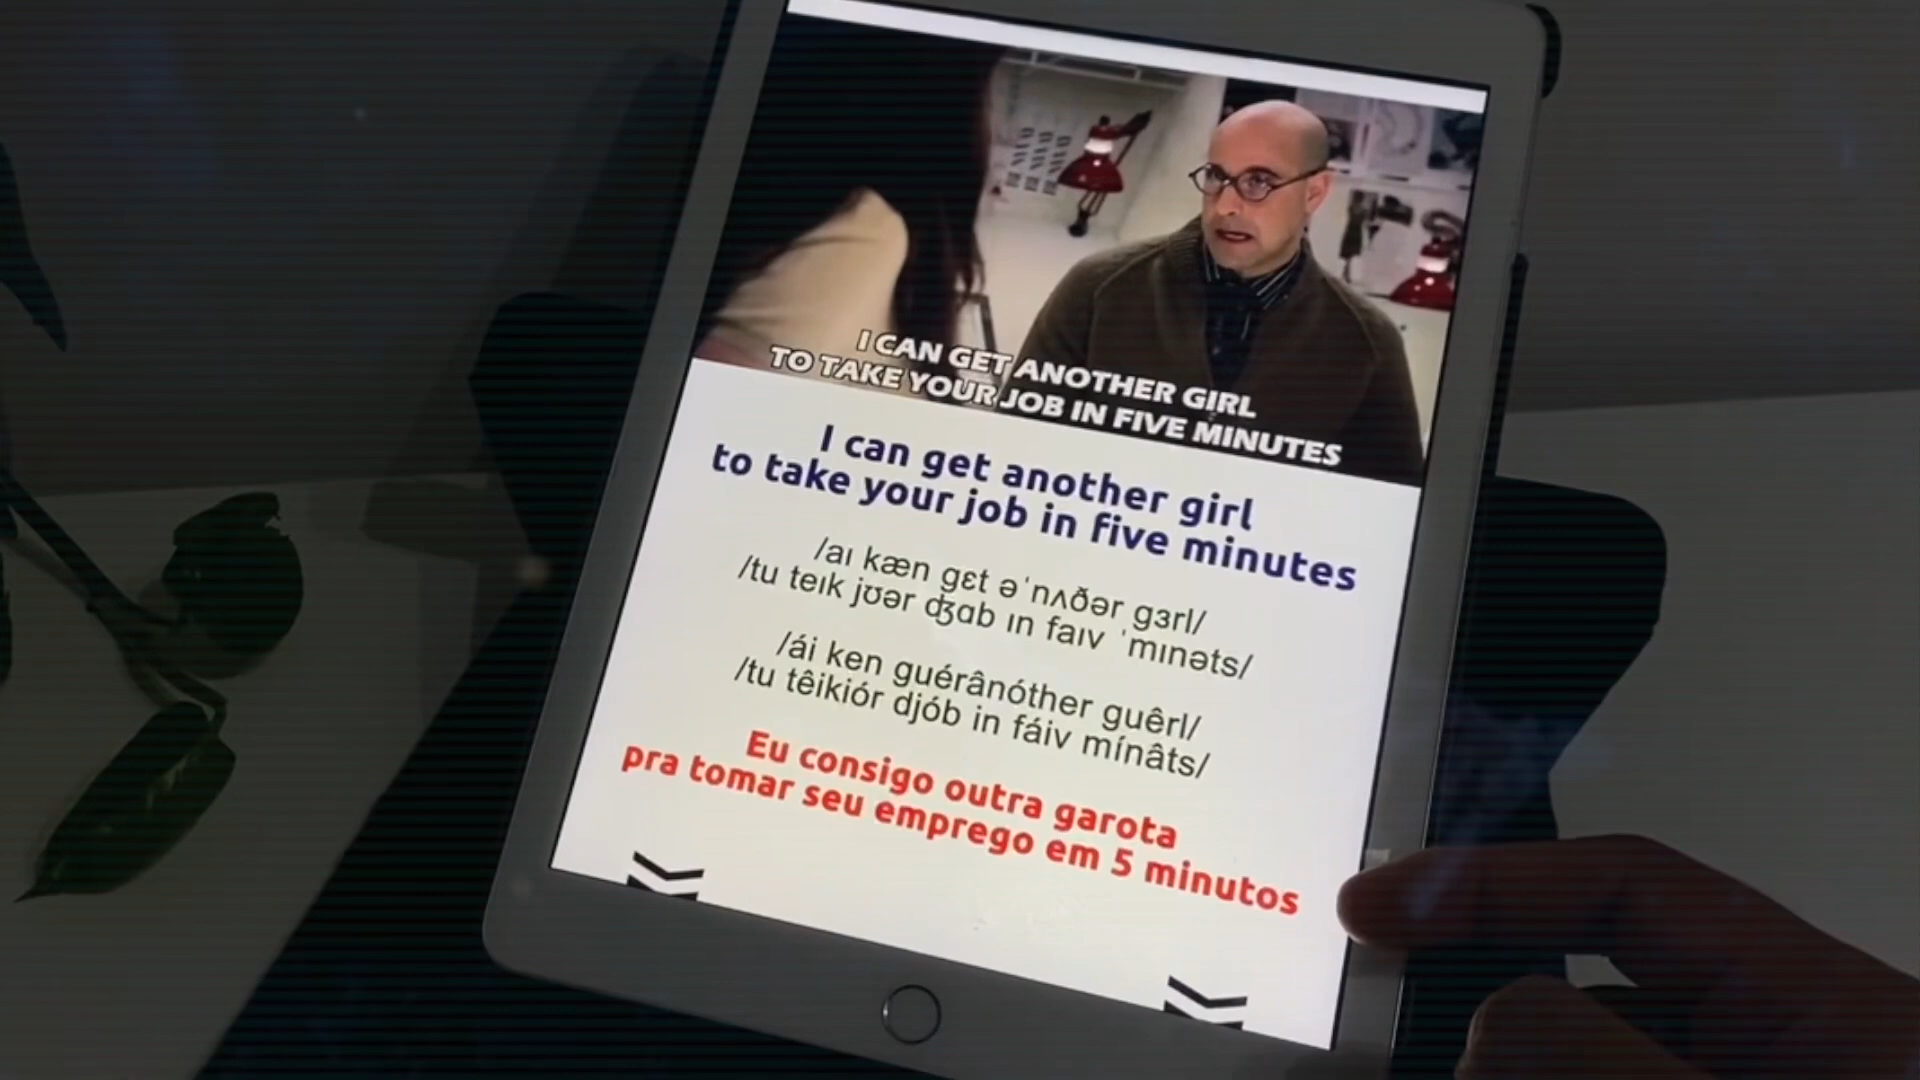 I CAN GET ANOTHER GIRL
TO TAKE YOUR JOB IN FIVE MINUTES
I can get another girl
to take your job in five minutes
/aɪ kæn gɛt əˈnʌðər gɜrl/
/tu teɪk jʊər ʤɑb ɪn faɪv ˈmɪnəts/
/ái ken guérânóther guêrl/
/tu têikiór djób in fáiv mínâts/
Eu consigo outra garota
pra tomar seu emprego em 5 minutos